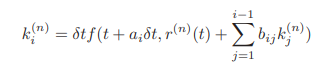 $k_i^{(n)} = \delta t f(t + a_i \delta t, r^{(n)}(t) + \sum_{j=1}^{i-1} b_{ij} k_j^{(n)})$